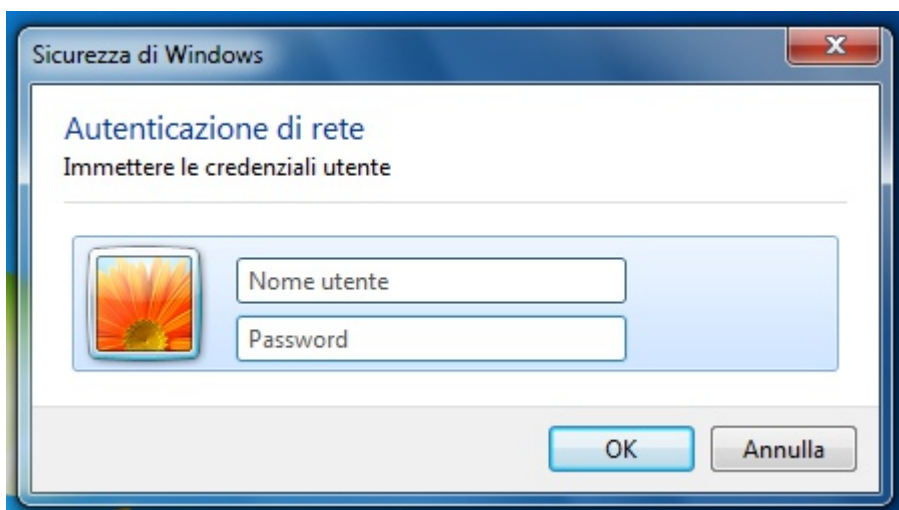 Sicurezza di Windows
Autenticazione di rete
Immettere le credenziali utente
Nome utente
Password
OK
Annulla